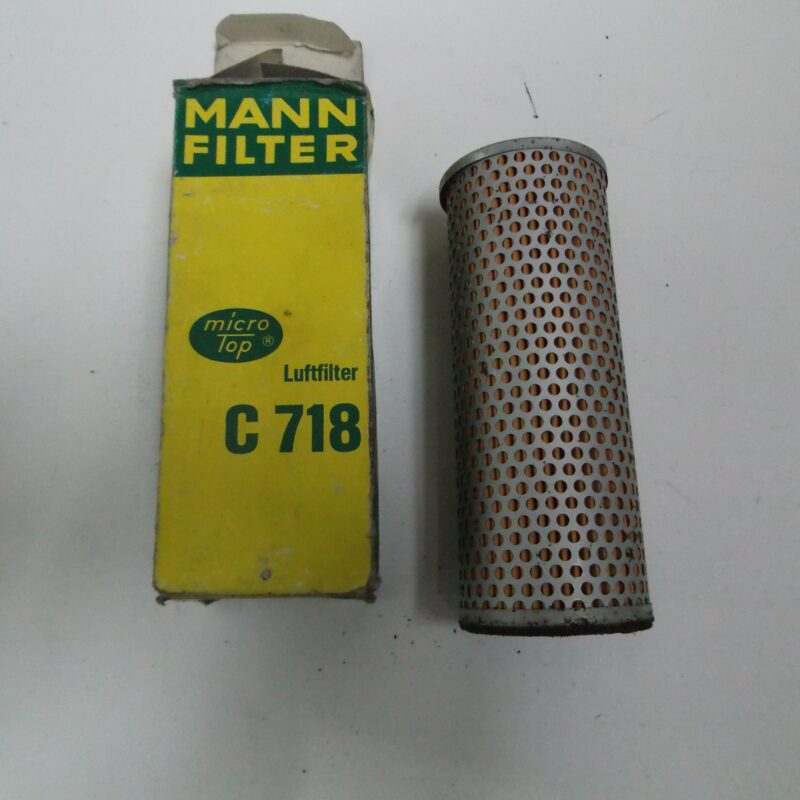 MANN
FILTER
micro
Top ®
Luftfilter
C 718